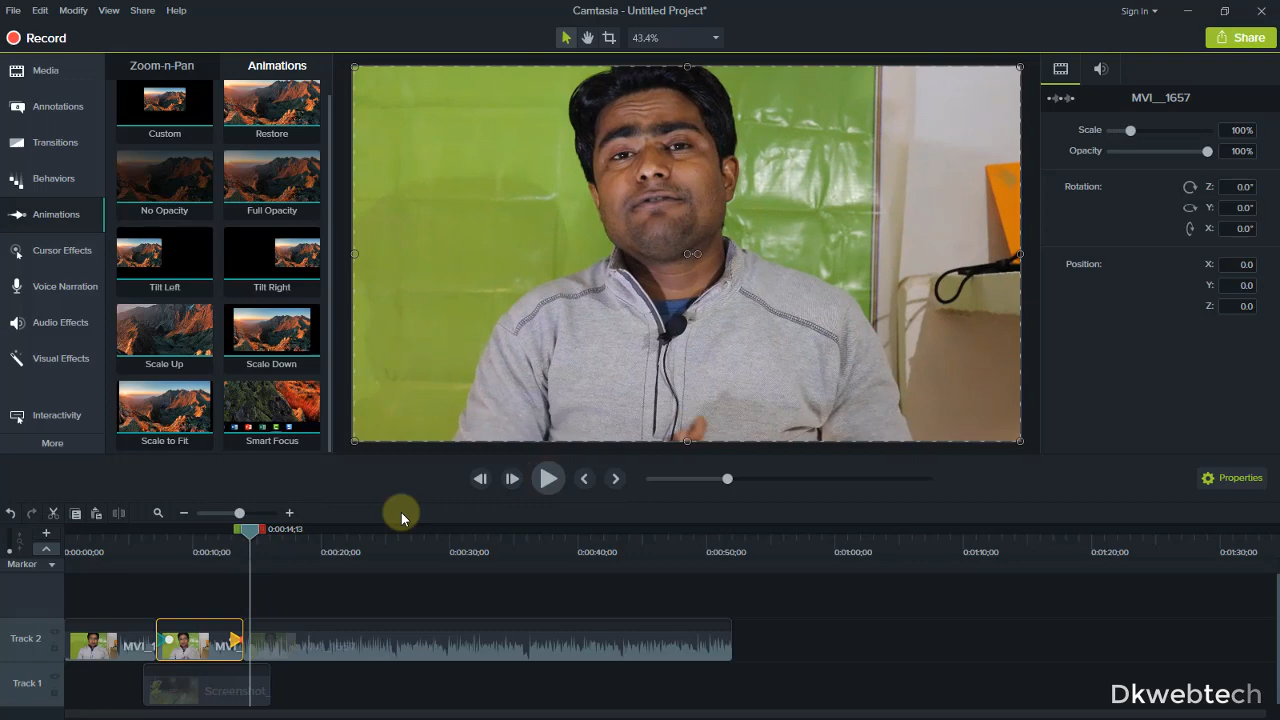 File Edit Modify View Share Help
Camtasia - Untitled Project*
Sign In
Record
43.4%
Share
Media
Annotations
Transitions
Behaviors
Animations
Cursor Effects
Voice Narration
Audio Effects
Visual Effects
Interactivity
More
Zoom-n-Pan Animations
Custom Restore
No Opacity Full Opacity
Tilt Left Tilt Right
Scale Up Scale Down
Scale to Fit Smart Focus
MVI__1657
Scale 100%
Opacity 100%
Rotation: Z: 0.0°
Y: 0.0°
X: 0.0°
Position: X: 0.0
Y: 0.0
Z: 0.0
Properties
0:00:14;13
0:00:00;00 0:00:10;00 0:00:20;00 0:00:30;00 0:00:40;00 0:00:50;00 0:01:00;00 0:01:10;00 0:01:20;00 0:01:30;00
Marker
Track 2 MVI_1 MVI_
Track 1 Screenshot_
Dkwebtech